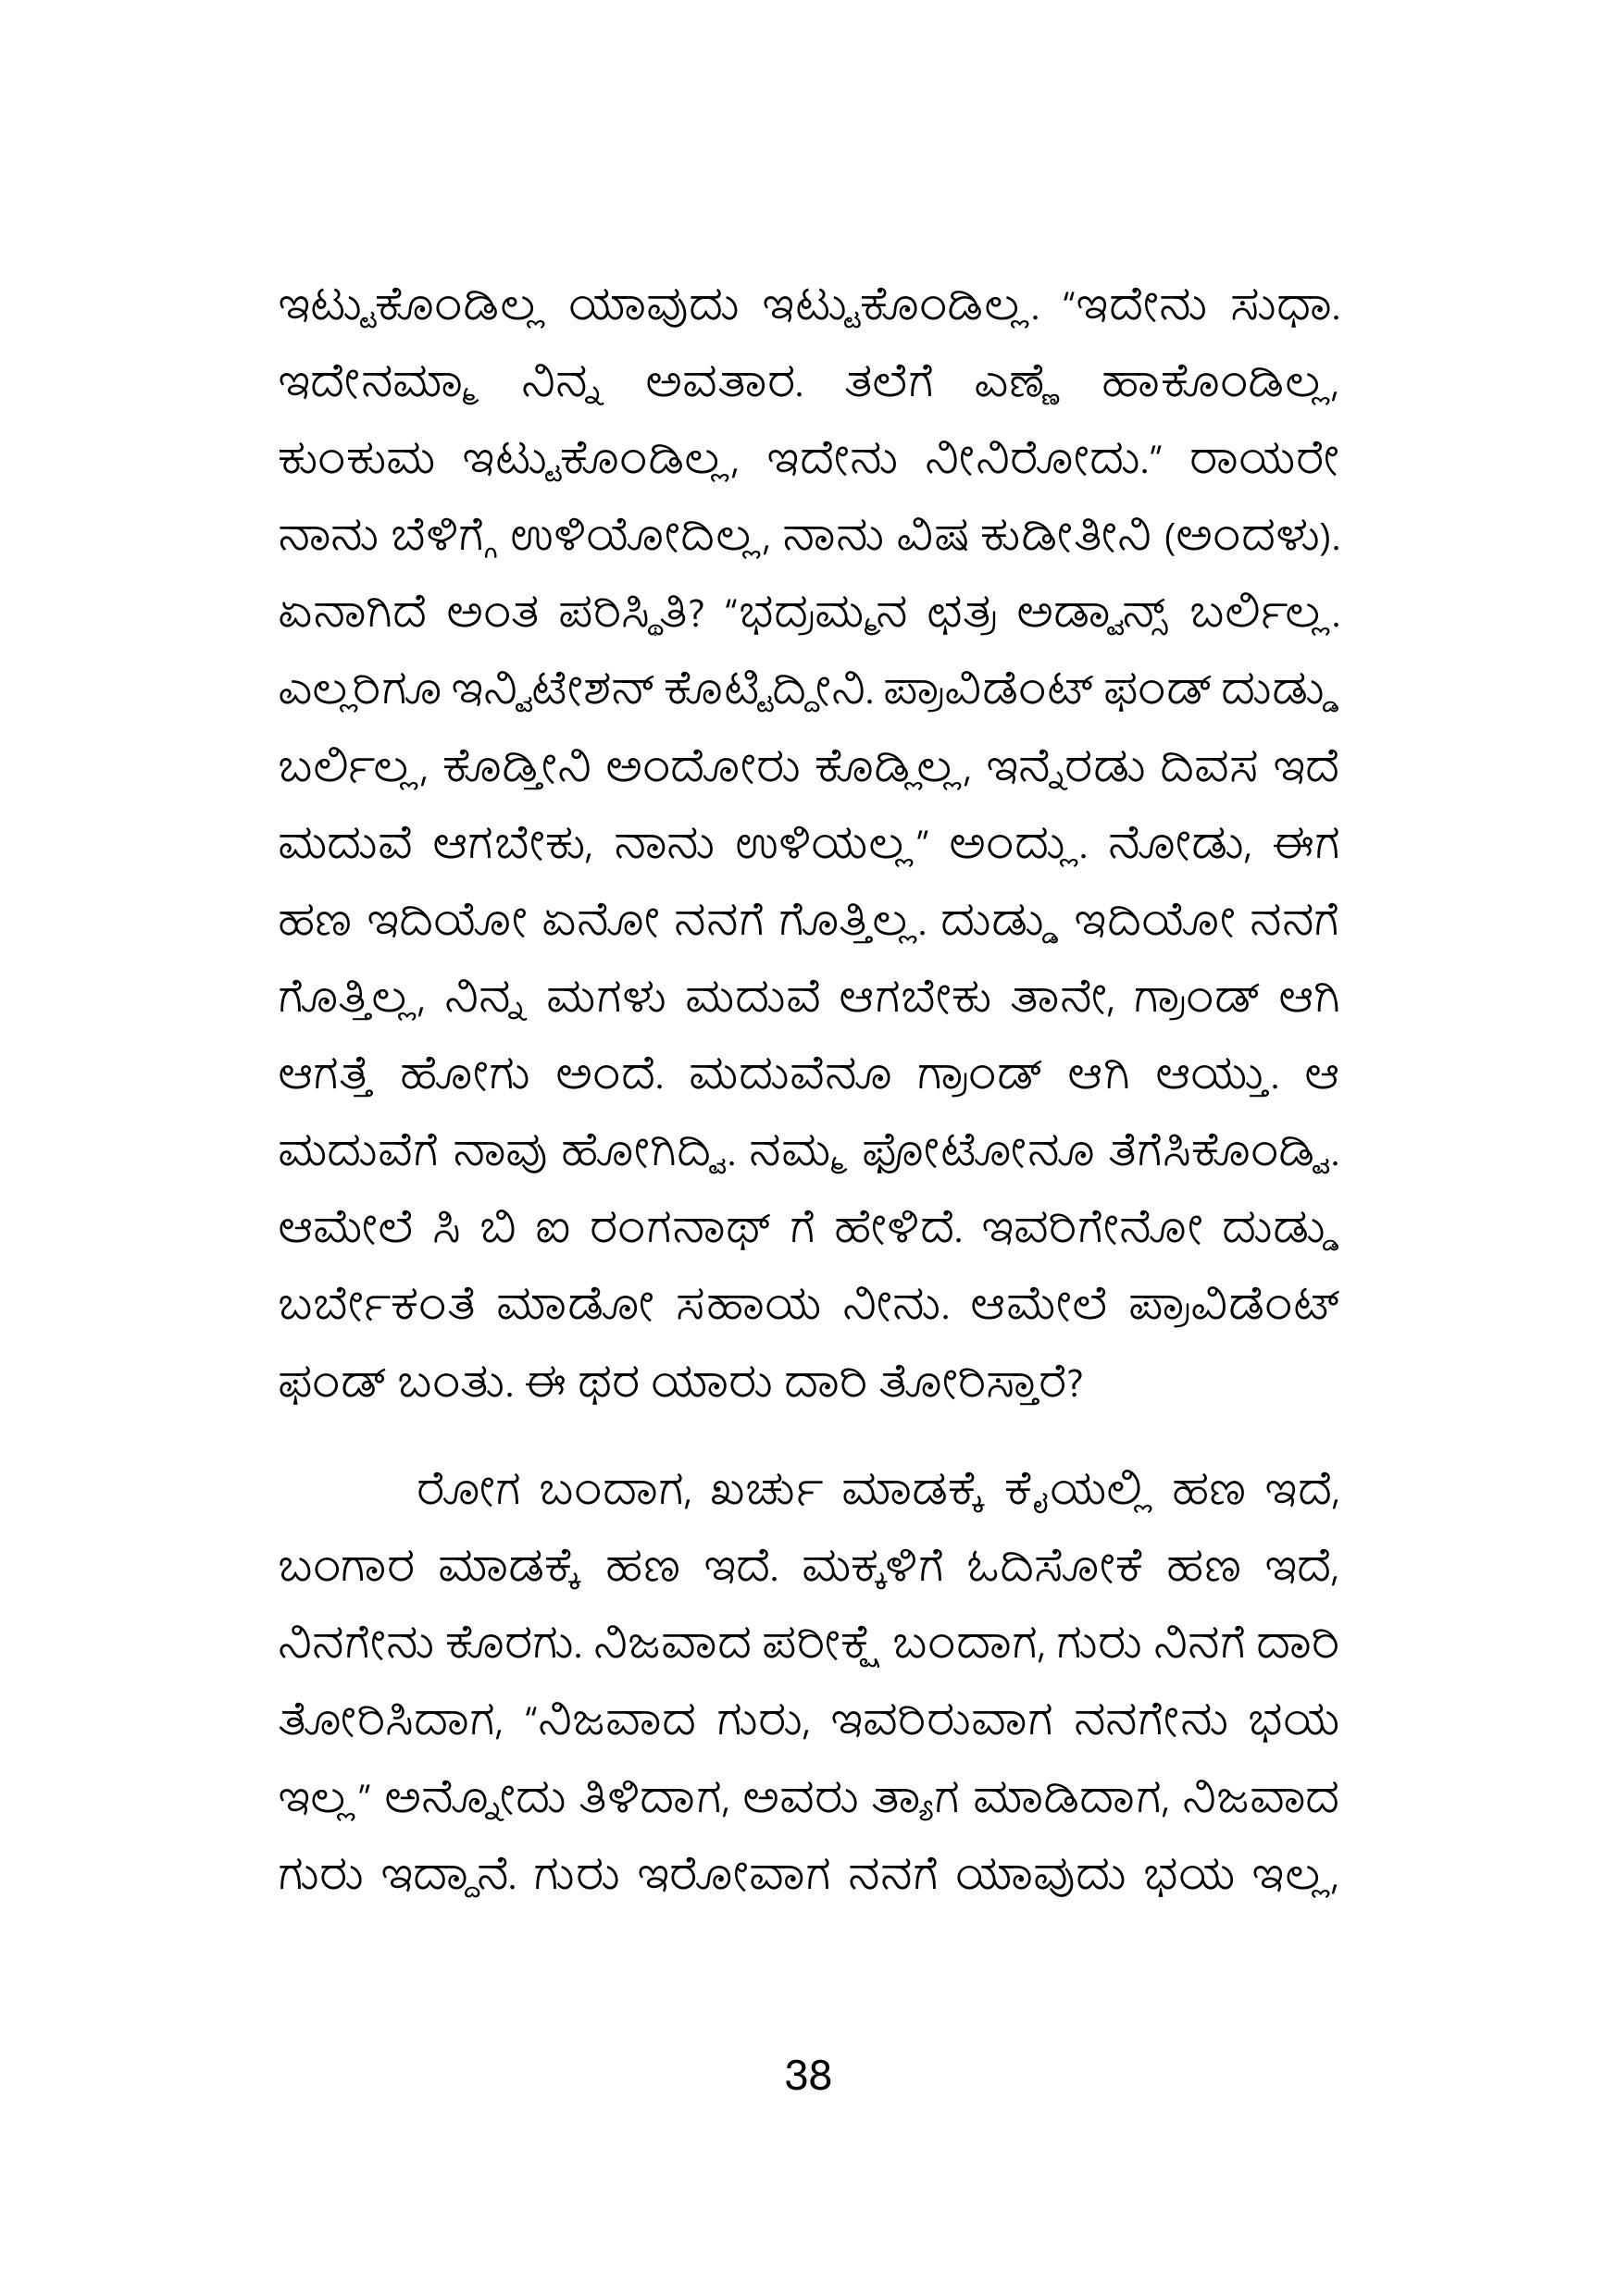 ಇಟ್ಟುಕೊಂಡಿಲ್ಲ ಯಾವುದು ಇಟ್ಟುಕೊಂಡಿಲ್ಲ. “ಇದೇನು ಸುಧಾ.
ಇದೇನಮ್ಮಾ ನಿನ್ನ ಅವತಾರ. ತಲೆಗೆ ಎಣ್ಣೆ ಹಾಕೊಂಡಿಲ್ಲ,
ಕುಂಕುಮ ಇಟ್ಟುಕೊಂಡಿಲ್ಲ, ಇದೇನು ನೀನಿರೋದು.” ರಾಯರೇ
ನಾನು ಬೆಳಿಗ್ಗೆ ಉಳಿಯೋದಿಲ್ಲ, ನಾನು ವಿಷ ಕುಡೀತೀನಿ (ಅಂದಳು).
ಏನಾಗಿದೆ ಅಂತ ಪರಿಸ್ಥಿತಿ? “ಭದ್ರಮ್ಮನ ಛತ್ರ ಅಡ್ವಾನ್ಸ್ ಬರ್ಲಿಲ್ಲ.
ಎಲ್ಲರಿಗೂ ಇನ್ವಿಟೇಶನ್ ಕೊಟ್ಟಿದ್ದೀನಿ. ಪ್ರಾವಿಡೆಂಟ್ ಫಂಡ್ ದುಡ್ಡು
ಬರ್ಲಿಲ್ಲ, ಕೊಡ್ತೀನಿ ಅಂದೋರು ಕೊಡ್ಲಿಲ್ಲ, ಇನ್ನೆರಡು ದಿವಸ ಇದೆ
ಮದುವೆ ಆಗಬೇಕು, ನಾನು ಉಳಿಯಲ್ಲ” ಅಂದ್ಲು. ನೋಡು, ಈಗ
ಹಣ ಇದಿಯೋ ಏನೋ ನನಗೆ ಗೊತ್ತಿಲ್ಲ. ದುಡ್ಡು ಇದಿಯೋ ನನಗೆ
ಗೊತ್ತಿಲ್ಲ, ನಿನ್ನ ಮಗಳು ಮದುವೆ ಆಗಬೇಕು ತಾನೇ, ಗ್ರಾಂಡ್ ಆಗಿ
ಆಗತ್ತೆ ಹೋಗು ಅಂದೆ. ಮದುವೆನೂ ಗ್ರಾಂಡ್ ಆಗಿ ಆಯ್ತು. ಆ
ಮದುವೆಗೆ ನಾವು ಹೋಗಿದ್ವಿ. ನಮ್ಮ ಫೋಟೋನೂ ತೆಗೆಸಿಕೊಂಡ್ವಿ.
ಆಮೇಲೆ ಸಿ ಬಿ ಐ ರಂಗನಾಥ್ ಗೆ ಹೇಳಿದೆ. ಇವರಿಗೇನೋ ದುಡ್ಡು
ಬರ್ಬೇಕಂತೆ ಮಾಡೋ ಸಹಾಯ ನೀನು. ಆಮೇಲೆ ಪ್ರಾವಿಡೆಂಟ್
ಫಂಡ್ ಬಂತು. ಈ ಥರ ಯಾರು ದಾರಿ ತೋರಿಸ್ತಾರೆ?
ರೋಗ ಬಂದಾಗ, ಖರ್ಚು ಮಾಡಕ್ಕೆ ಕೈಯಲ್ಲಿ ಹಣ ಇದೆ,
ಬಂಗಾರ ಮಾಡಕ್ಕೆ ಹಣ ಇದೆ. ಮಕ್ಕಳಿಗೆ ಓದಿಸೋಕೆ ಹಣ ಇದೆ,
ನಿನಗೇನು ಕೊರಗು. ನಿಜವಾದ ಪರೀಕ್ಷೆ ಬಂದಾಗ, ಗುರು ನಿನಗೆ ದಾರಿ
ತೋರಿಸಿದಾಗ, “ನಿಜವಾದ ಗುರು, ಇವರಿರುವಾಗ ನನಗೇನು ಭಯ
ಇಲ್ಲ” ಅನ್ನೋದು ತಿಳಿದಾಗ, ಅವರು ತ್ಯಾಗ ಮಾಡಿದಾಗ, ನಿಜವಾದ
ಗುರು ಇದ್ದಾನೆ. ಗುರು ಇರೋವಾಗ ನನಗೆ ಯಾವುದು ಭಯ ಇಲ್ಲ,
38